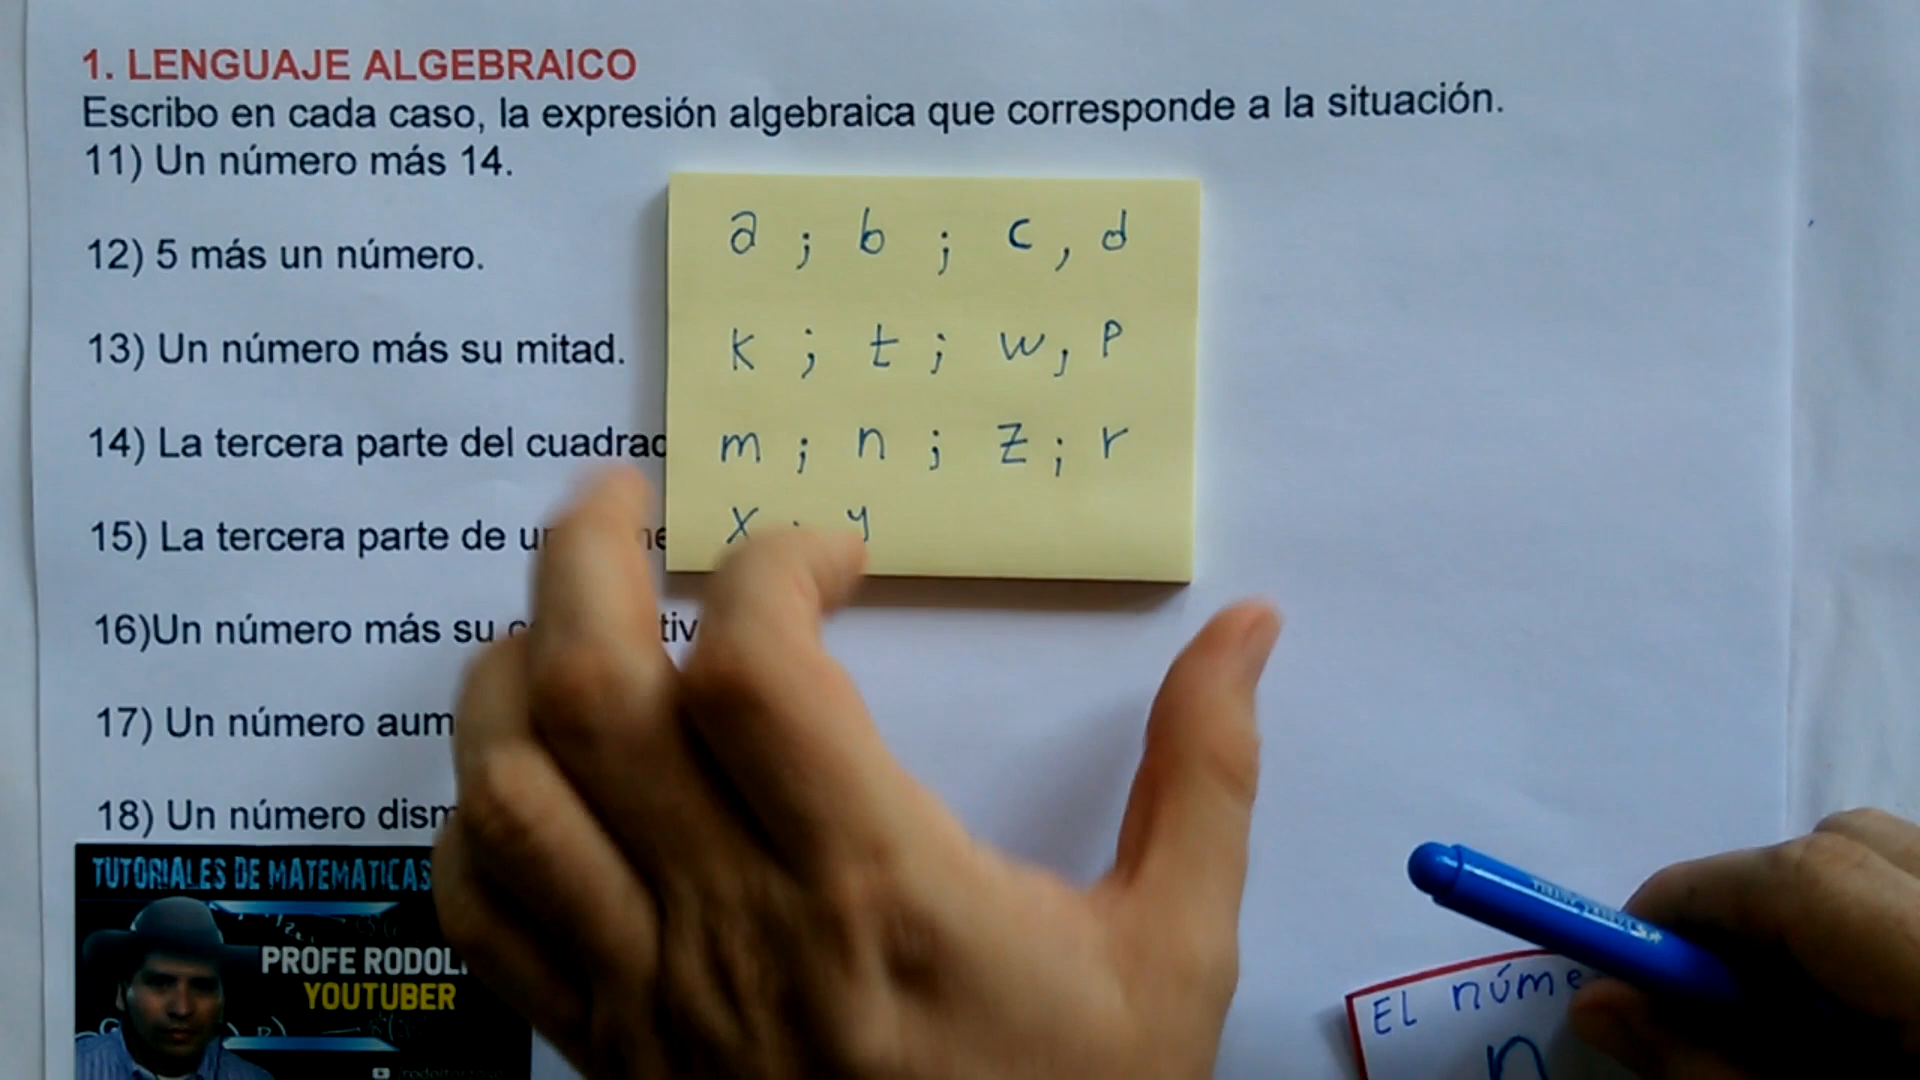 1. LENGUAJE ALGEBRAICO
Escribo en cada caso, la expresión algebraica que corresponde a la situación.
11) Un número más 14.
12) 5 más un número.
13) Un número más su mitad.
14) La tercera parte del cuadrad
15) La tercera parte de
16)Un número más su
17) Un número aum
18) Un número dism
a ; b ; c , d
k ; t ; w , p
m ; n ; z ; r
x ; y
TUTORIALES DE MATEMATICAS
PROFE RODOL
YOUTUBER
El núme
n